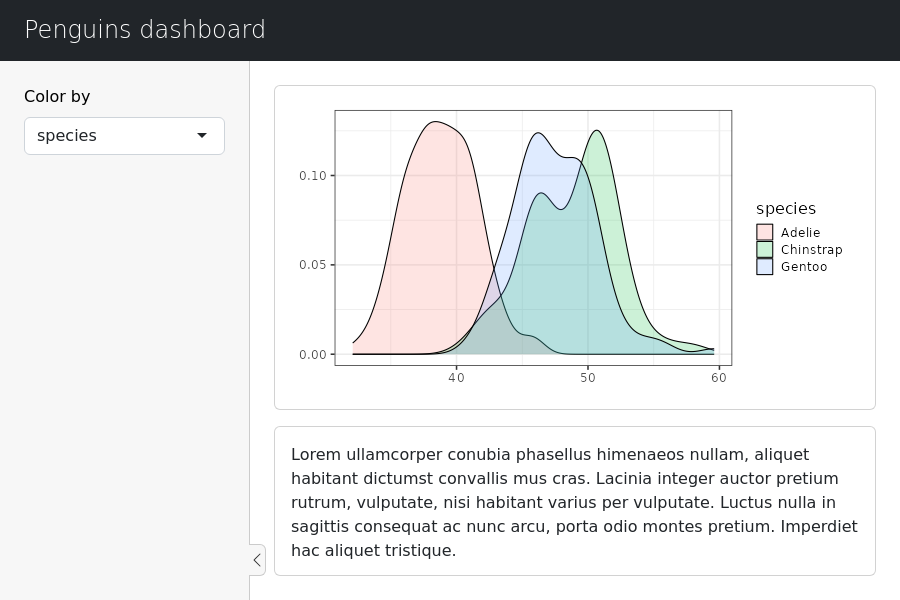 Penguins dashboard
Color by
species
0.10
0.05
0.00
40
50
60
species
Adelie
Chinstrap
Gentoo
Lorem ullamcorper conubia phasellus himenaeos nullam, aliquet
habitant dictumst convallis mus cras. Lacinia integer auctor pretium
rutrum, vulputate, nisi habitant varius per vulputate. Luctus nulla in
sagittis consequat ac nunc arcu, porta odio montes pretium. Imperdiet
hac aliquet tristique.